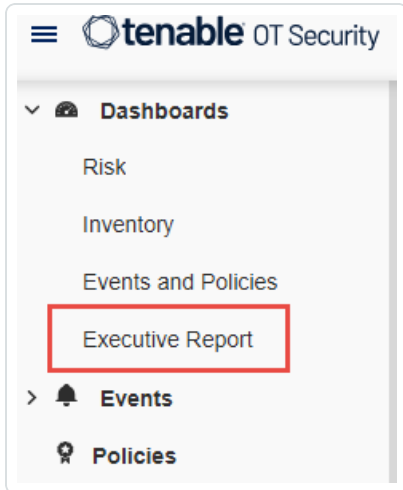 tenable OT Security
Dashboards
Risk
Inventory
Events and Policies
Executive Report
Events
Policies